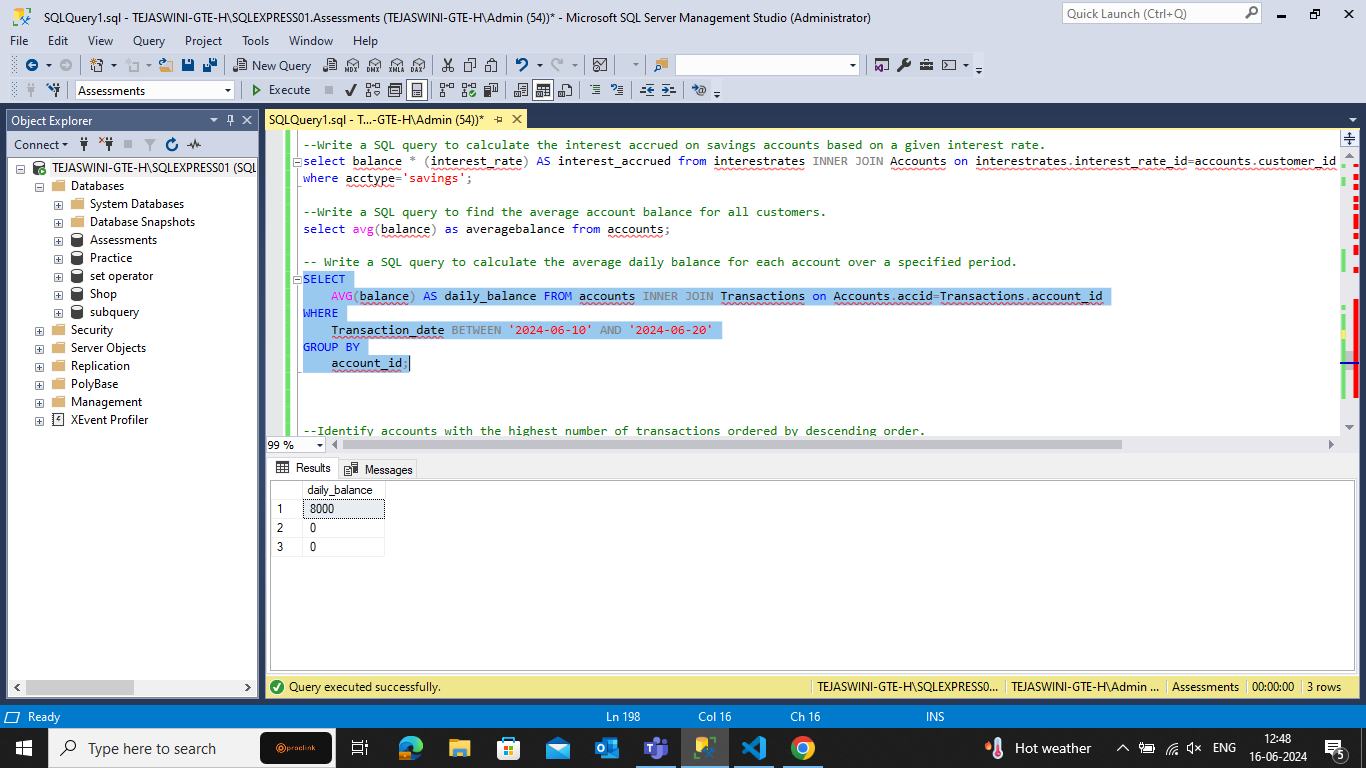 SQLQuery1.sql - TEJASWINI-GTE-H\SQLEXPRESS01.Assessments (TEJASWINI-GTE-H\Admin (54))* - Microsoft SQL Server Management Studio (Administrator)
Quick Launch (Ctrl+Q)
File Edit View Query Project Tools Window Help
New Query MDX DMX XMLA DAX
Assessments Execute
Object Explorer
SQLQuery1.sql - T...-GTE-H\Admin (54))*
Connect
TEJASWINI-GTE-H\SQLEXPRESS01 (SQL
Databases
System Databases
Database Snapshots
Assessments
Practice
set operator
Shop
subquery
Security
Server Objects
Replication
PolyBase
Management
XEvent Profiler
--Write a SQL query to calculate the interest accrued on savings accounts based on a given interest rate.
select balance * (interest_rate) AS interest_accrued from interestrates INNER JOIN Accounts on interestrates.interest_rate_id=accounts.customer_id
where acctype='savings';
--Write a SQL query to find the average account balance for all customers.
select avg(balance) as averagebalance from accounts;
-- Write a SQL query to calculate the average daily balance for each account over a specified period.
SELECT
AVG(balance) AS daily_balance FROM accounts INNER JOIN Transactions on Accounts.accid=Transactions.account_id
WHERE
Transaction_date BETWEEN '2024-06-10' AND '2024-06-20'
GROUP BY
account_id;
--Identify accounts with the highest number of transactions ordered by descending order.
99 %
Results Messages
daily_balance
1 8000
2 0
3 0
Query executed successfully. TEJASWINI-GTE-H\SQLEXPRESS0... TEJASWINI-GTE-H\Admin ... Assessments 00:00:00 3 rows
Ready Ln 198 Col 16 Ch 16 INS
Type here to search proclink Hot weather ENG 12:48
16-06-2024 5